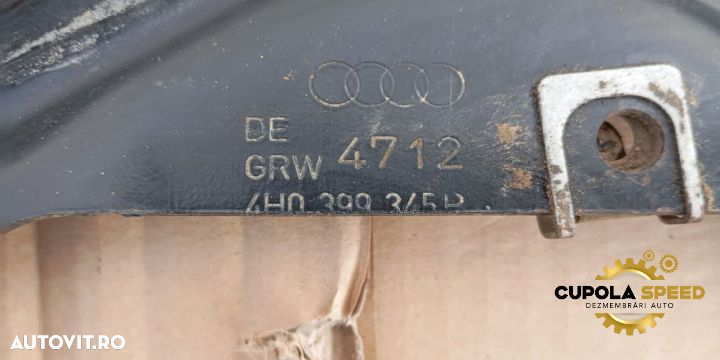 DE
GRW 4712
4H0 399 345
CUPOLA SPEED
DEZMEMBRĂRI AUTO
AUTOVIT.RO